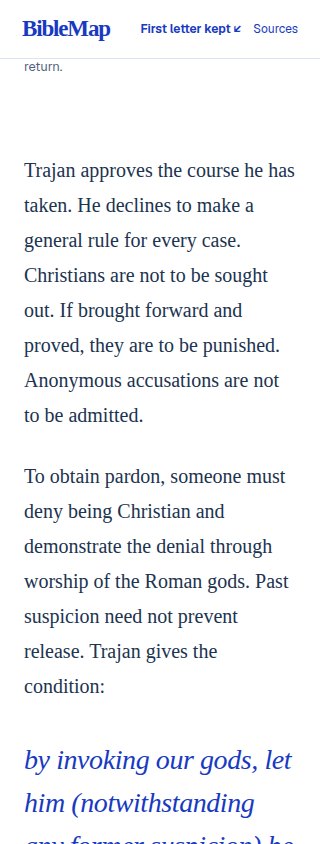 BibleMap
First letter kept ↙ Sources
return.
Trajan approves the course he has
taken. He declines to make a
general rule for every case.
Christians are not to be sought
out. If brought forward and
proved, they are to be punished.
Anonymous accusations are not
to be admitted.
To obtain pardon, someone must
deny being Christian and
demonstrate the denial through
worship of the Roman gods. Past
suspicion need not prevent
release. Trajan gives the
condition:
by invoking our gods, let
him (notwithstanding
any former suspicion) be